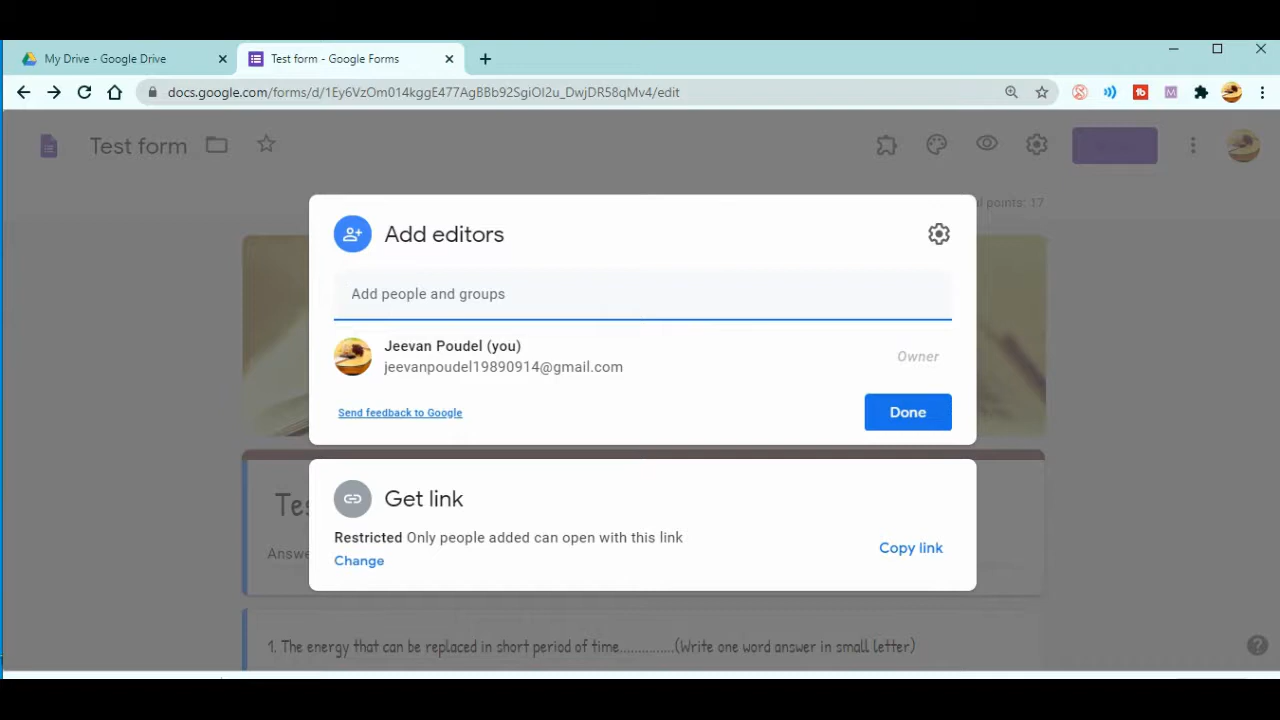 My Drive - Google Drive
Test form - Google Forms
docs.google.com/forms/d/1Ey6VzOm014kggE477AgBBb92SgiOI2u_DwjDR58qMv4/edit
Test form
points: 17
Add editors
Add people and groups
Jeevan Poudel (you)
jeevanpoudel19890914@gmail.com
Owner
Send feedback to Google
Done
Get link
Restricted Only people added can open with this link
Change
Copy link
1. The energy that can be replaced in short period of time...............(Write one word answer in small letter)